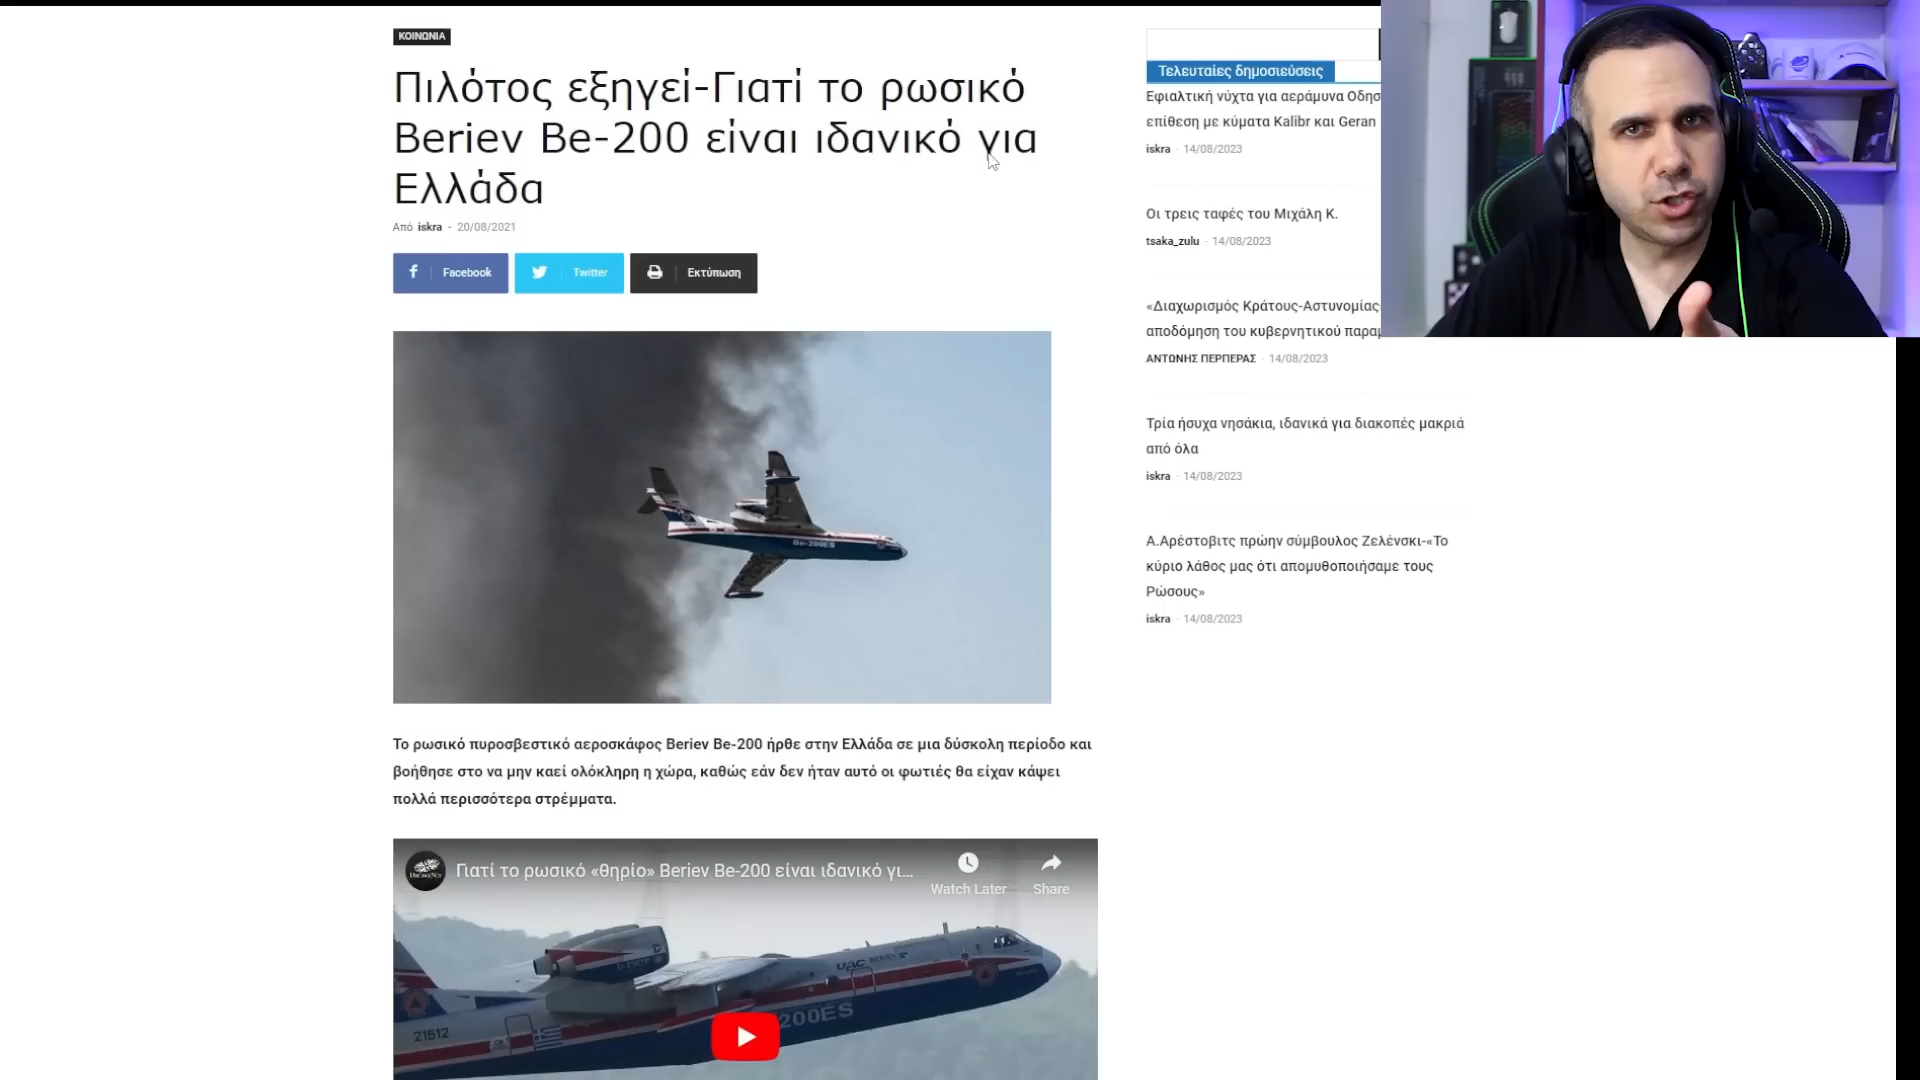 ΚΟΙΝΩΝΙΑ
Πιλότος εξηγεί-Γιατί το ρωσικό
Beriev Be-200 είναι ιδανικό για
Ελλάδα
Από iskra - 20/08/2021
Facebook
Twitter
Εκτύπωση
Be-200ES
Το ρωσικό πυροσβεστικό αεροσκάφος Beriev Be-200 ήρθε στην Ελλάδα σε μια δύσκολη περίοδο και
βοήθησε στο να μην καεί ολόκληρη η χώρα, καθώς εάν δεν ήταν αυτό οι φωτιές θα είχαν κάψει
πολλά περισσότερα στρέμματα.
Γιατί το ρωσικό «θηρίο» Beriev Be-200 είναι ιδανικό γι...
Watch Later
Share
UAC BERIEV
200ES
21512
Τελευταίες δημοσιεύσεις
Εφιαλτική νύχτα για αεράμυνα Οδησ
επίθεση με κύματα Kalibr και Geran
iskra - 14/08/2023
Οι τρεις ταφές του Μιχάλη Κ.
tsaka_zulu - 14/08/2023
«Διαχωρισμός Κράτους-Αστυνομίας
αποδόμηση του κυβερνητικού παραμ
ΑΝΤΩΝΗΣ ΠΕΡΠΕΡΑΣ - 14/08/2023
Τρία ήσυχα νησάκια, ιδανικά για διακοπές μακριά
από όλα
iskra - 14/08/2023
Α.Αρέστοβιτς πρώην σύμβουλος Ζελένσκι-«Το
κύριο λάθος μας ότι απομυθοποιήσαμε τους
Ρώσους»
iskra - 14/08/2023